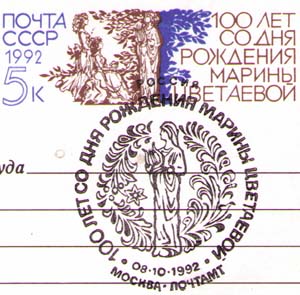 ПОЧТА
СССР
1992
5к
100 ЛЕТ
СО ДНЯ
РОЖДЕНИЯ
МАРИНЫ
ЦВЕТАЕВОЙ
РОССИЯ
100 ЛЕТ СО ДНЯ РОЖДЕНИЯ МАРИНЫ ЦВЕТАЕВОЙ
08·10·1992
МОСКВА · ПОЧТАМТ
уда